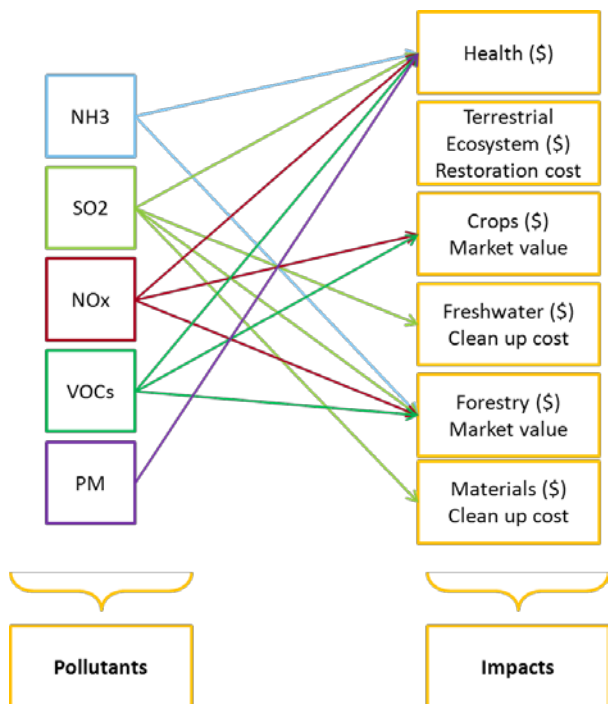 NH3
SO2
NOx
VOCs
PM
Health ($)
Terrestrial
Ecosystem ($)
Restoration cost
Crops ($)
Market value
Freshwater ($)
Clean up cost
Forestry ($)
Market value
Materials ($)
Clean up cost
Pollutants
Impacts